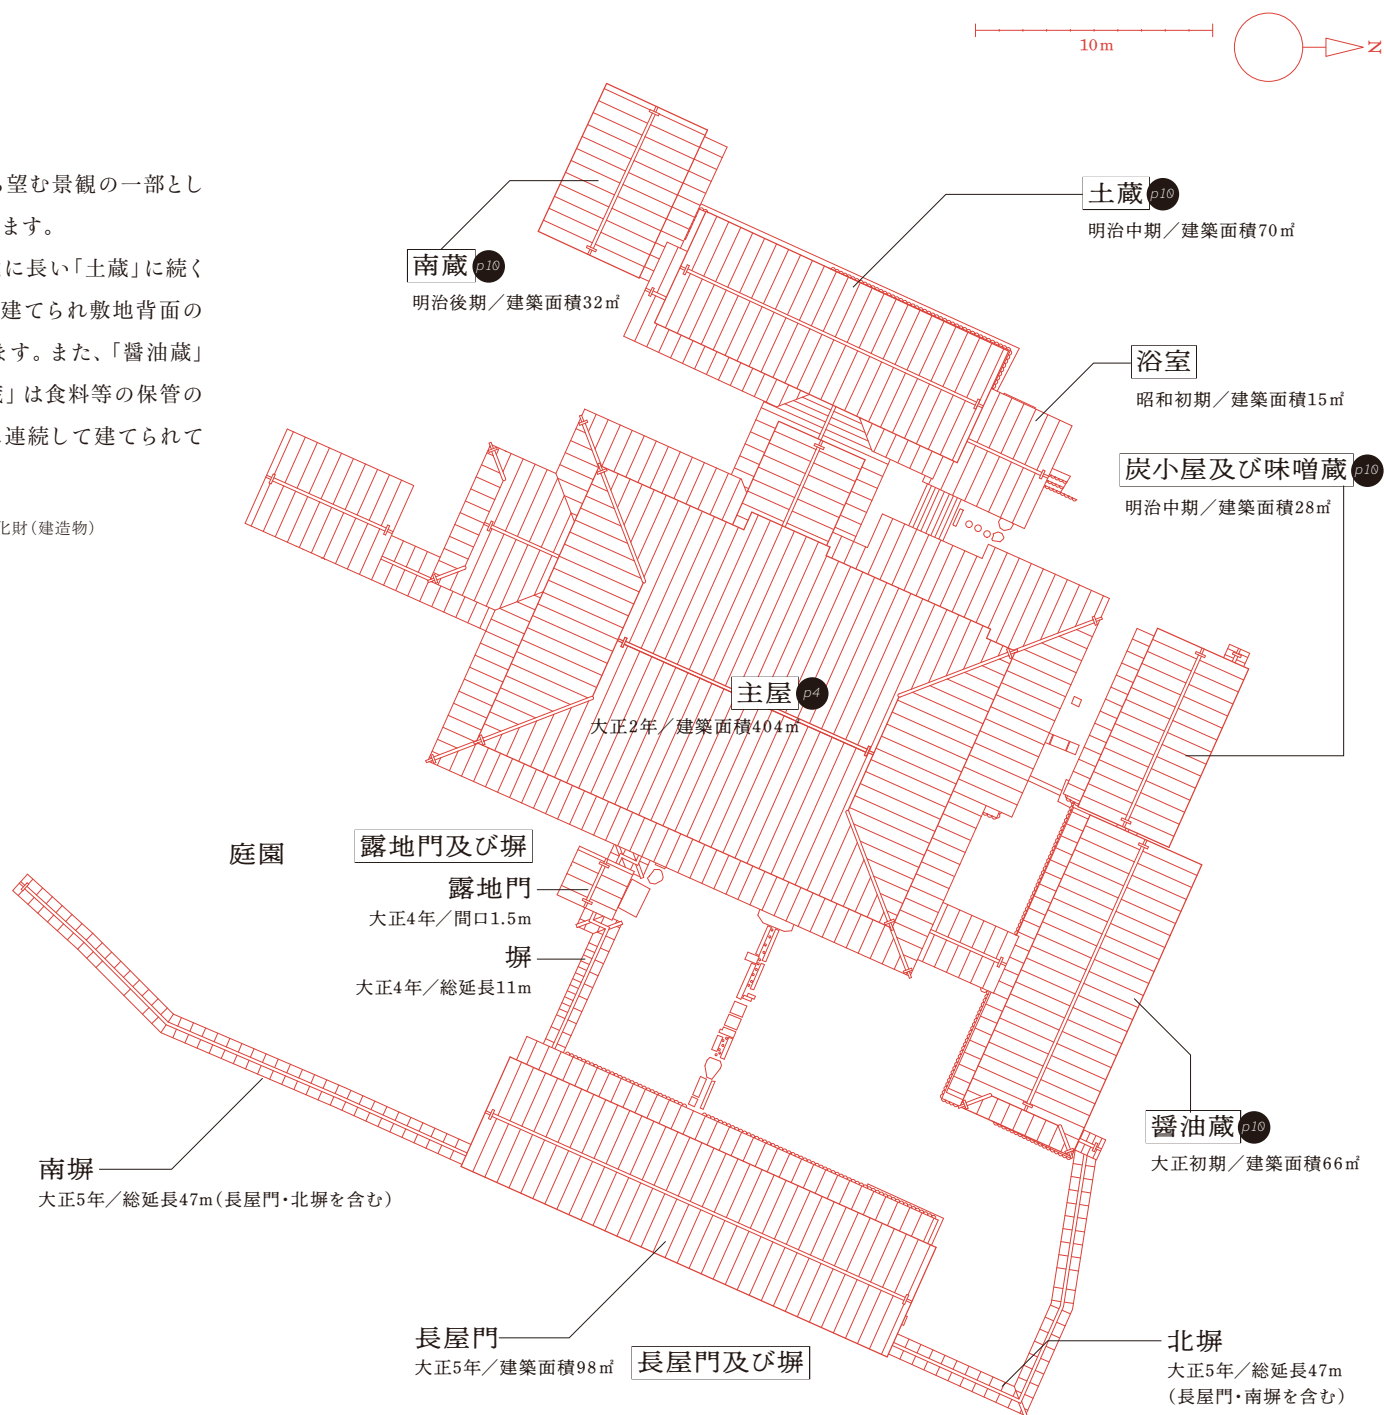 10m
N
望む景観の一部とし
ます。
に長い「土蔵」に続く
建てられ敷地背面の
ます。また、「醤油蔵」
」は食料等の保管の
連続して建てられて
化財(建造物)
土蔵 p10
明治中期／建築面積70㎡
南蔵 p10
明治後期／建築面積32㎡
浴室
昭和初期／建築面積15㎡
炭小屋及び味噌蔵 p10
明治中期／建築面積28㎡
主屋 p4
大正2年／建築面積404㎡
庭園
露地門及び塀
露地門
大正4年／間口1.5m
塀
大正4年／総延長11m
醤油蔵 p10
大正初期／建築面積66㎡
南塀
大正5年／総延長47m(長屋門・北塀を含む)
長屋門
大正5年／建築面積98㎡
長屋門及び塀
北塀
大正5年／総延長47m
(長屋門・南塀を含む)